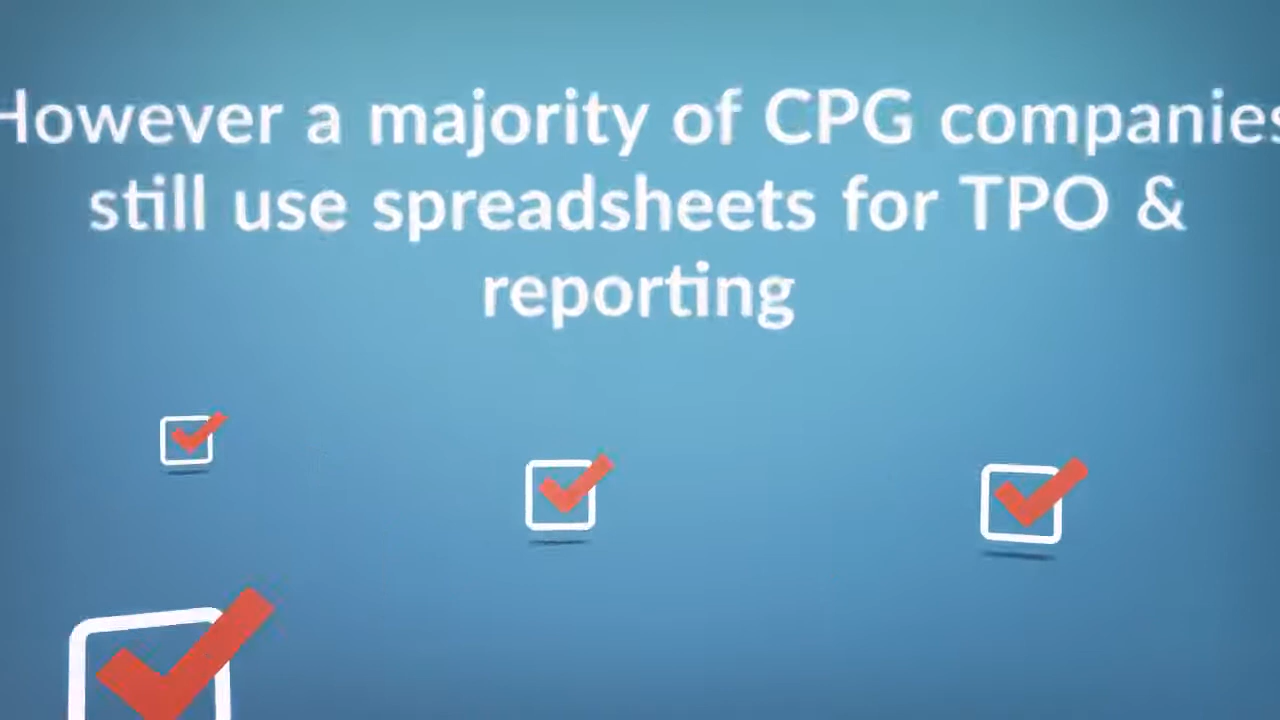 However a majority of CPG companies
still use spreadsheets for TPO &
reporting